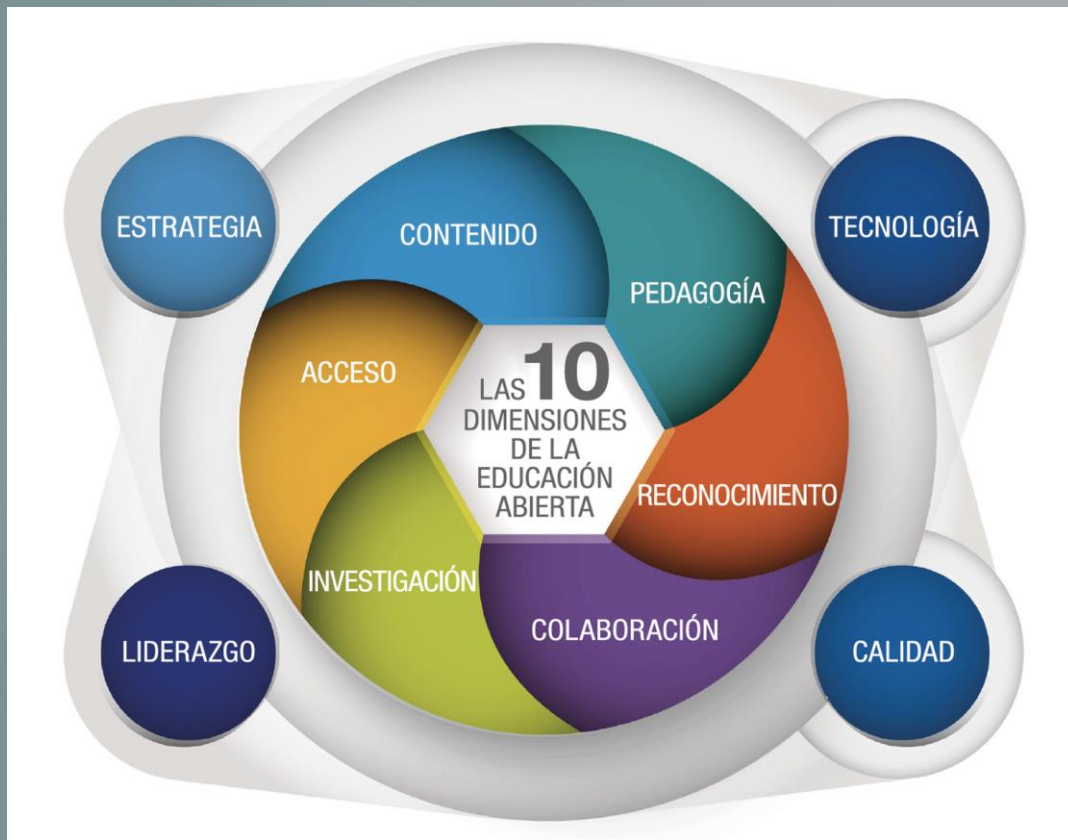 ESTRATEGIA
TECNOLOGÍA
CONTENIDO
PEDAGOGÍA
ACCESO
LAS 10
DIMENSIONES
DE LA
EDUCACIÓN
ABIERTA
RECONOCIMIENTO
INVESTIGACIÓN
COLABORACIÓN
LIDERAZGO
CALIDAD